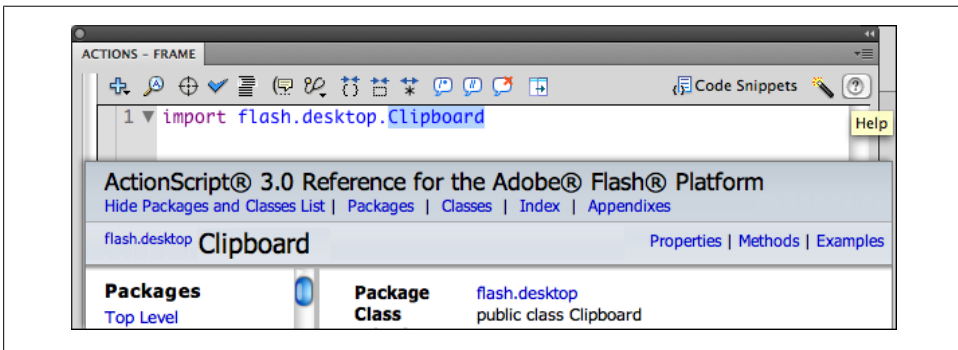 ACTIONS – FRAME
Code Snippets
1 import flash.desktop.Clipboard
Help
ActionScript® 3.0 Reference for the Adobe® Flash® Platform
Hide Packages and Classes List | Packages | Classes | Index | Appendixes
flash.desktop Clipboard
Properties | Methods | Examples
Packages
Package flash.desktop
Top Level
Class public class Clipboard